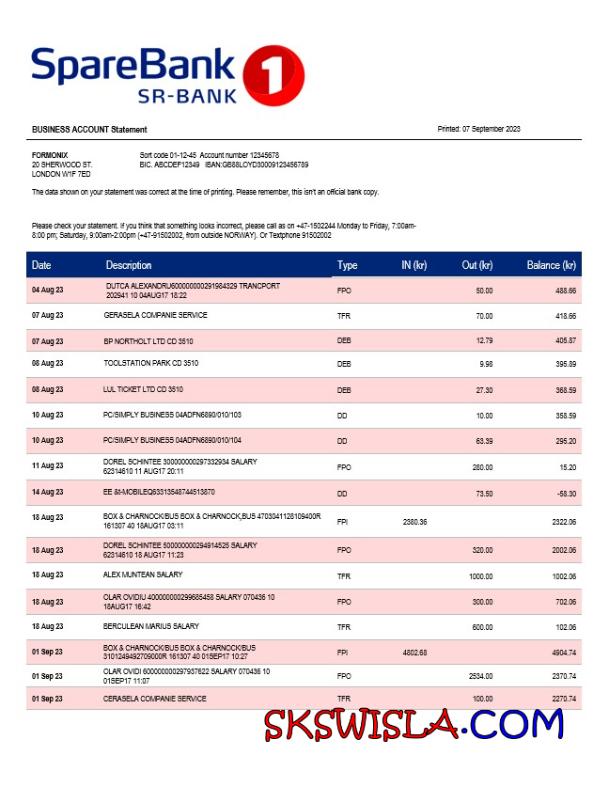 SpareBank 1
SR-BANK
BUSINESS ACCOUNT Statement Printed: 07 September 2023
FORMONIX Sort code 01-12-45 Account number 12345678
20 SHERWOOD ST. BIC. ABCDEF12349 IBAN:GB88LOYD30009123456789
LONDON W1F 7ED
The data shown on your statement was correct at the time of printing. Please remember, this isn't an official bank copy.
Please check your statement. If you think that something looks incorrect, please call as on +47-1502244 Monday to Friday, 7:00am-
8:00 pm; Saturday, 9:00am-2:00pm (+47-91502002, from outside NORWAY). Or Textphone 91502002
Date Description Type IN (kr) Out (kr) Balance (kr)
04 Aug 23 DUTCA ALEXANDRU600000000291984329 TRANCPORT
202941 10 04AUG17 18:22 FPO 50.00 488.66
07 Aug 23 GERASELA COMPANIE SERVICE TFR 70.00 418.66
07 Aug 23 BP NORTHOLT LTD CD 3510 DEB 12.79 405.87
08 Aug 23 TOOLSTATION PARK CD 3510 DEB 9.98 395.89
08 Aug 23 LUL TICKET LTD CD 3510 DEB 27.30 368.59
10 Aug 23 PC/SIMPLY BUSINESS 04ADFN6890/010/103 DD 10.00 358.59
10 Aug 23 PC/SIMPLY BUSINESS 04ADFN6890/010/104 DD 63.39 295.20
11 Aug 23 DOREL SCHINTEE 300000000297332934 SALARY
62314610 11 AUG17 20:11 FPO 280.00 15.20
14 Aug 23 EE &t-MOBILEQ63313548744513870 DD 73.50 -58.30
18 Aug 23 BOX & CHARNOCK/BUS BOX & CHARNOCK,BUS 4703041128109400R
161307 40 18AUG17 03:11 FPI 2380.36 2322.06
18 Aug 23 DOREL SCHINTEE 500000000294914525 SALARY
62314610 18 AUG17 11:23 FPO 320.00 2002.06
18 Aug 23 ALEX MUNTEAN SALARY TFR 1000.00 1002.06
18 Aug 23 OLAR OVIDIU 400000000299685458 SALARY 070436 10
18AUG17 16:42 FPO 300.00 702.06
18 Aug 23 BERCULEAN MARIUS SALARY TFR 600.00 102.06
01 Sep 23 BOX & CHARNOCK/BUS BOX & CHARNOCK/BUS
3101249492709000R 161307 40 01SEP17 10:27 FPI 4802.68 4904.74
01 Sep 23 OLAR OVIDI 600000000297937622 SALARY 070436 10
01SEP17 11:07 FPO 2534.00 2370.74
01 Sep 23 CERASELA COMPANIE SERVICE TFR 100.00 2270.74
SKSWISLA.COM